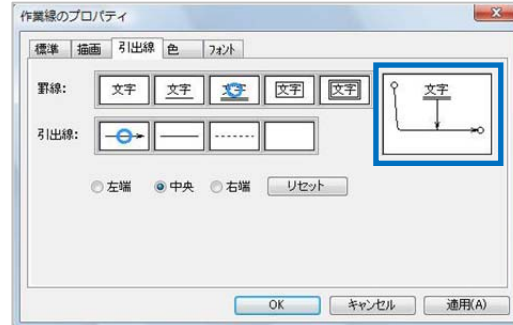 作業線のプロパティ
標準 描画 引出線 色 フォント
罫線: 文字 文字 文字 文字 文字
文字
引出線:
左端 中央 右端 リセット
OK キャンセル 適用(A)